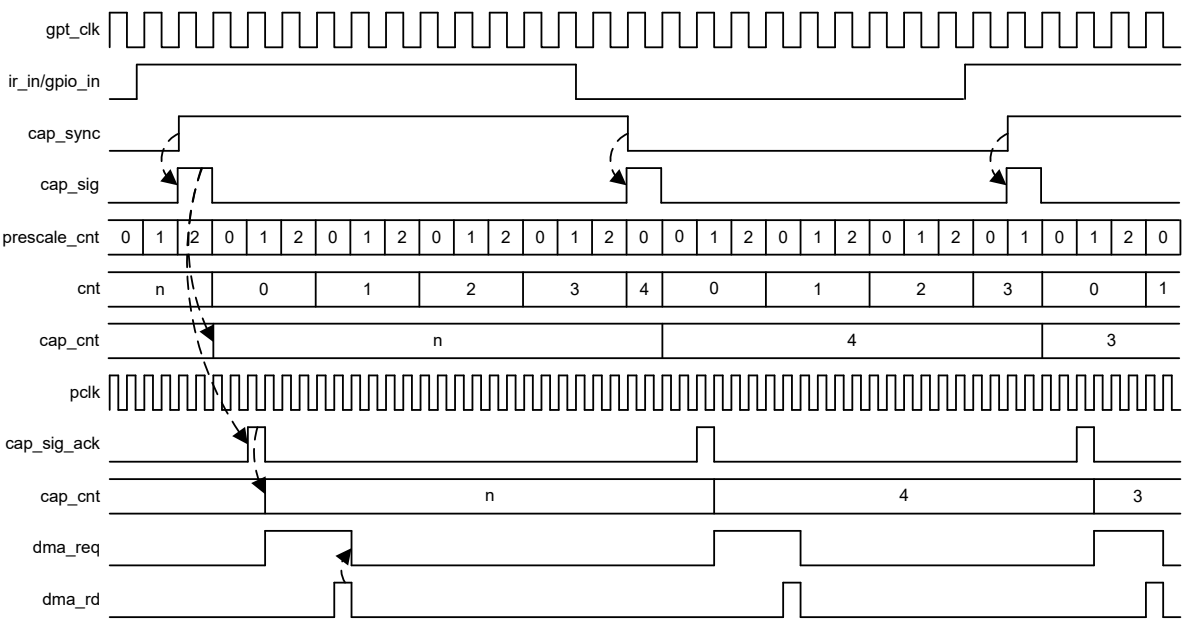 gpt_clk
ir_in/gpio_in
cap_sync
cap_sig
prescale_cnt 0 1 2 0 1 2 0 1 2 0 1 2 0 1 2 0 0 1 2 0 1 2 0 1 2 0 1 0 1 2 0
cnt n 0 1 2 3 4 0 1 2 3 0 1
cap_cnt n 4 3
pclk
cap_sig_ack
cap_cnt n 4 3
dma_req
dma_rd